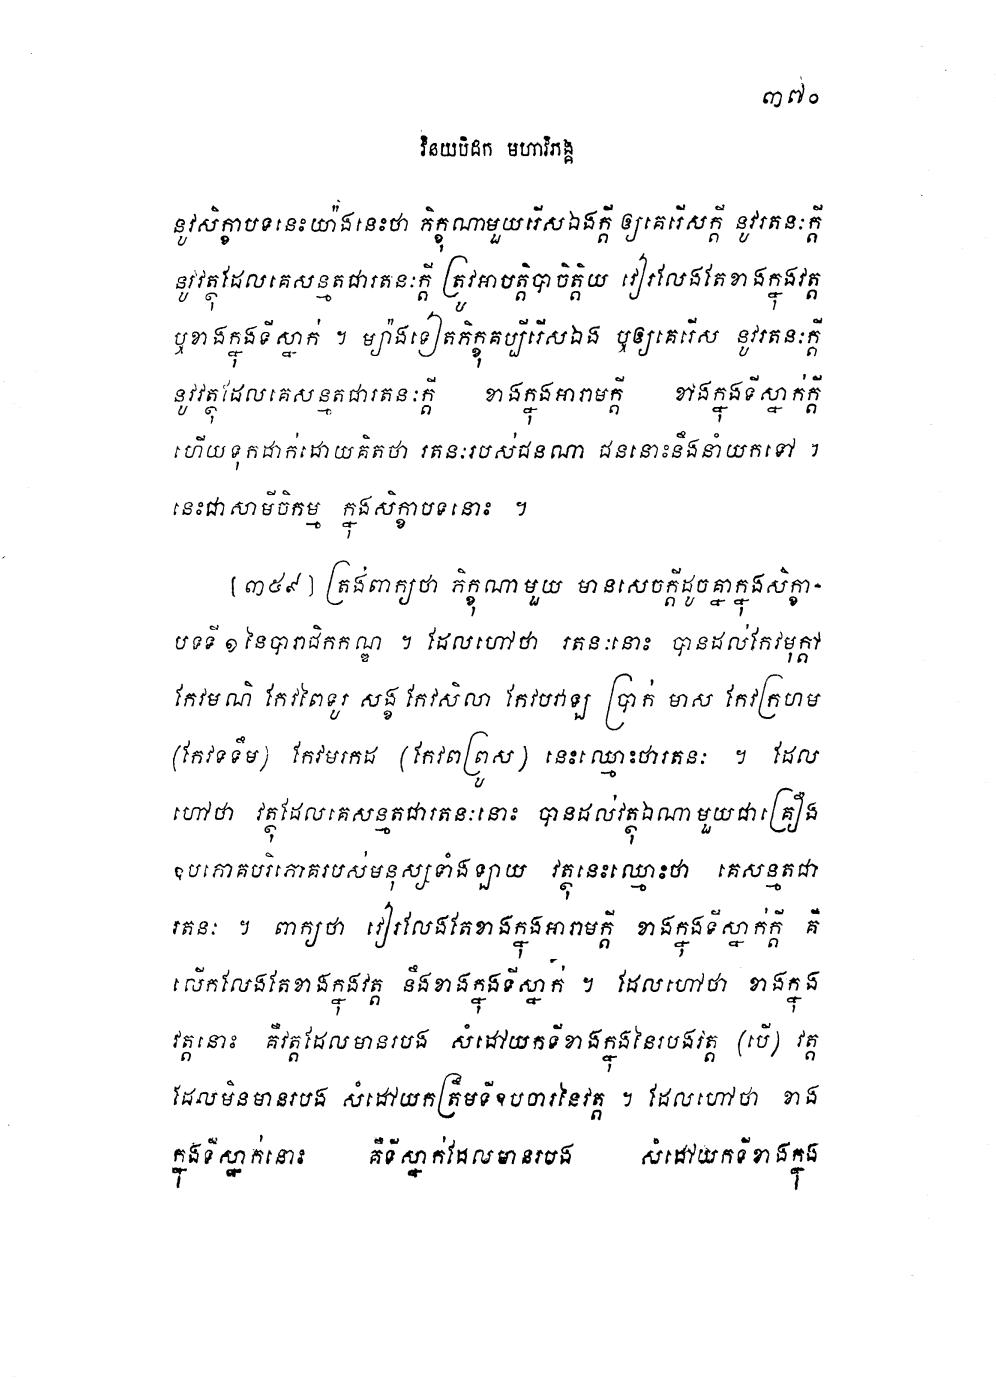 ៣៧០
វិនយបិដក មហាវិភង្គ
នូវសិក្ខាបទនេះយ៉ាងនេះថា ភិក្ខុណាមួយរើសឯងក្តី ឲ្យគេរើសក្តី នូវរតនៈក្តី
នូវវត្ថុដែលគេសន្មតជារតនៈក្តី ត្រូវអាបត្តិបាចិត្តិយ វៀរលែងតែខាងក្នុងវត្ត
ឬខាងក្នុងទីស្នាក់ ។ ម្យ៉ាងទៀតភិក្ខុគប្បីរើសឯង ឬឲ្យគេរើស នូវរតនៈក្តី
នូវវត្ថុដែលគេសន្មតជារតនៈក្តី ខាងក្នុងអារាមក្តី ខាងក្នុងទីស្នាក់ក្តី
ហើយទុកដាក់ដោយគិតថា រតនៈរបស់ជនណា ជននោះនឹងនាំយកទៅ ។
នេះជាសាមីចិកម្ម ក្នុងសិក្ខាបទនោះ ។
[៣៥៩] ត្រង់ពាក្យថា ភិក្ខុណាមួយ មានសេចក្តីដូចគ្នាក្នុងសិក្ខា-
បទទី ១ នៃបារាជិកកណ្ឌ ។ ដែលហៅថា រតនៈនោះ បានដល់កែវមុក្តា
កែវមណិ កែវពៃទូរ សង្ខ កែវសិលា កែវបវាឡ ប្រាក់ មាស កែវក្រហម
(កែវទទឹម) កែវមរកដ (កែវពព្រូស) នេះឈ្មោះថារតនៈ ។ ដែល
ហៅថា វត្ថុដែលគេសន្មតជារតនៈនោះ បានដល់វត្ថុឯណាមួយជាគ្រឿង
ឧបភោគបរិភោគរបស់មនុស្សទាំងឡាយ វត្ថុនេះឈ្មោះថា គេសន្មតជា
រតនៈ ។ ពាក្យថា វៀរលែងតែខាងក្នុងអារាមក្តី ខាងក្នុងទីស្នាក់ក្តី គឺ
លើកលែងតែខាងក្នុងវត្ត នឹងខាងក្នុងទីស្នាក់ ។ ដែលហៅថា ខាងក្នុង
វត្តនោះ គឺវត្តដែលមានរបង សំដៅយកទីខាងក្នុងនៃរបងវត្ត (បើ) វត្ត
ដែលមិនមានរបង សំដៅយកត្រឹមទីឧបចារនៃវត្ត ។ ដែលហៅថា ខាង
ក្នុងទីស្នាក់នោះ គឺទីស្នាក់ដែលមានរបង សំដៅយកទីខាងក្នុង